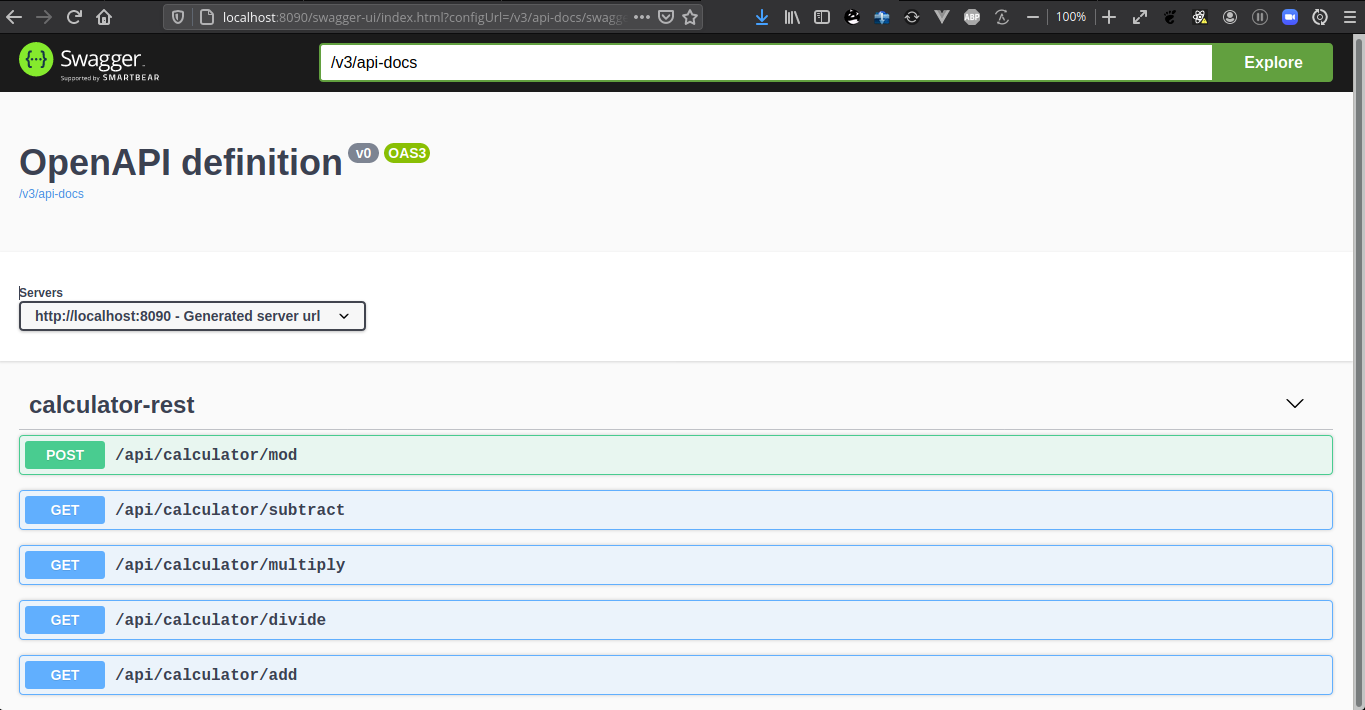 localhost:8090/swagger-ui/index.html?configUrl=/v3/api-docs/swagg
ABP
100%
Swagger.
Supported by SMARTBEAR
/v3/api-docs
Explore
OpenAPI definition v0 OAS3
/v3/api-docs
Servers
http://localhost:8090 - Generated server url
calculator-rest
POST /api/calculator/mod
GET /api/calculator/subtract
GET /api/calculator/multiply
GET /api/calculator/divide
GET /api/calculator/add